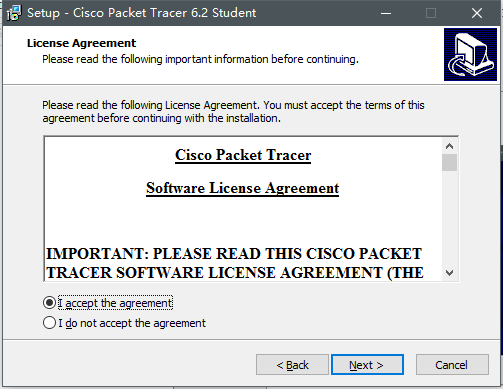 Setup - Cisco Packet Tracer 6.2 Student
License Agreement
Please read the following important information before continuing.
Please read the following License Agreement. You must accept the terms of this
agreement before continuing with the installation.
Cisco Packet Tracer
Software License Agreement
IMPORTANT: PLEASE READ THIS CISCO PACKET
TRACER SOFTWARE LICENSE AGREEMENT (THE
I accept the agreement
I do not accept the agreement
< Back
Next >
Cancel